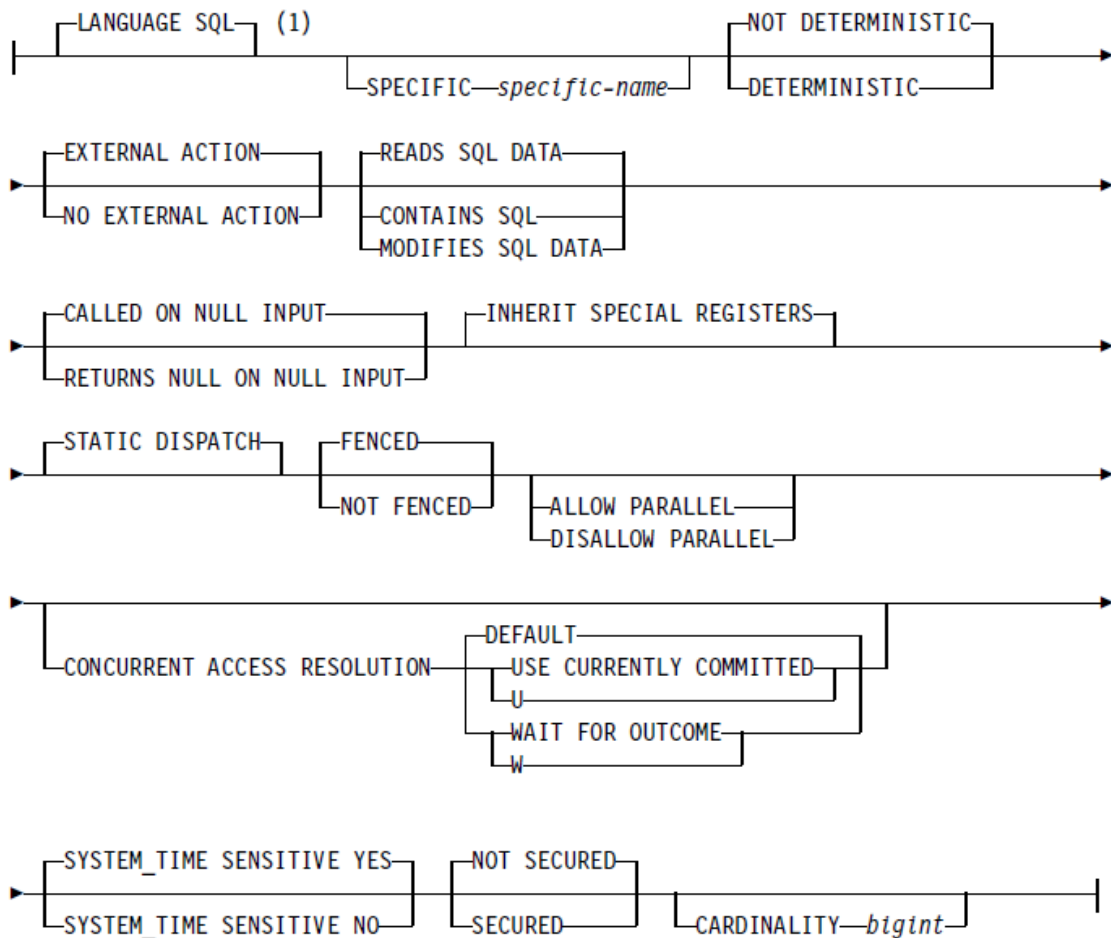 LANGUAGE SQL (1) NOT DETERMINISTIC
SPECIFIC specific-name DETERMINISTIC
EXTERNAL ACTION READS SQL DATA
NO EXTERNAL ACTION CONTAINS SQL
MODIFIES SQL DATA
CALLED ON NULL INPUT INHERIT SPECIAL REGISTERS
RETURNS NULL ON NULL INPUT
STATIC DISPATCH FENCED
NOT FENCED ALLOW PARALLEL
DISALLOW PARALLEL
DEFAULT
CONCURRENT ACCESS RESOLUTION USE CURRENTLY COMMITTED
U
WAIT FOR OUTCOME
W
SYSTEM_TIME SENSITIVE YES NOT SECURED
SYSTEM_TIME SENSITIVE NO SECURED CARDINALITY bigint